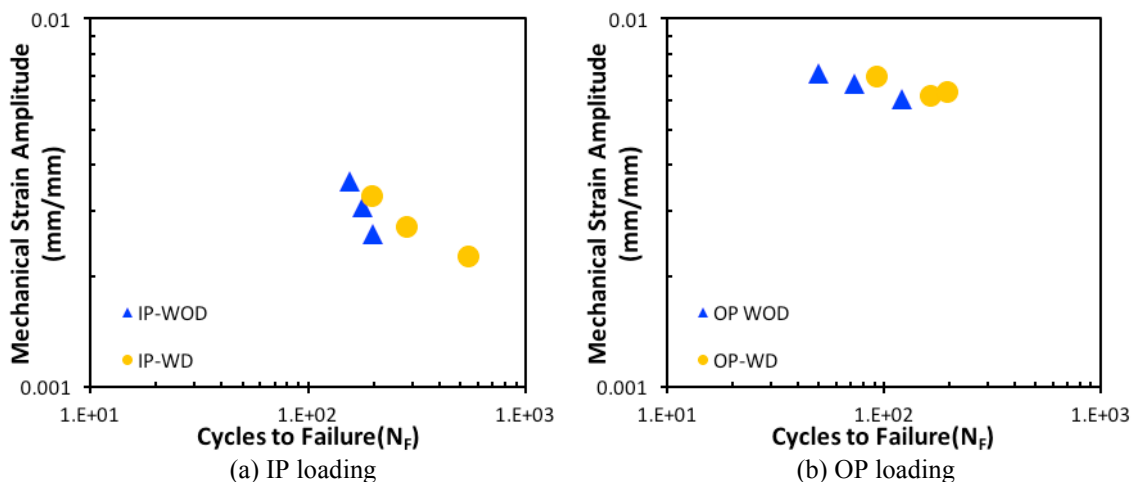 0.01
Mechanical Strain Amplitude
(mm/mm)
IP-WOD
IP-WD
0.001
1.E+01 1.E+02 1.E+03
Cycles to Failure(N_F)
(a) IP loading
0.01
Mechanical Strain Amplitude
(mm/mm)
OP WOD
OP-WD
0.001
1.E+01 1.E+02 1.E+03
Cycles to Failure(N_F)
(b) OP loading